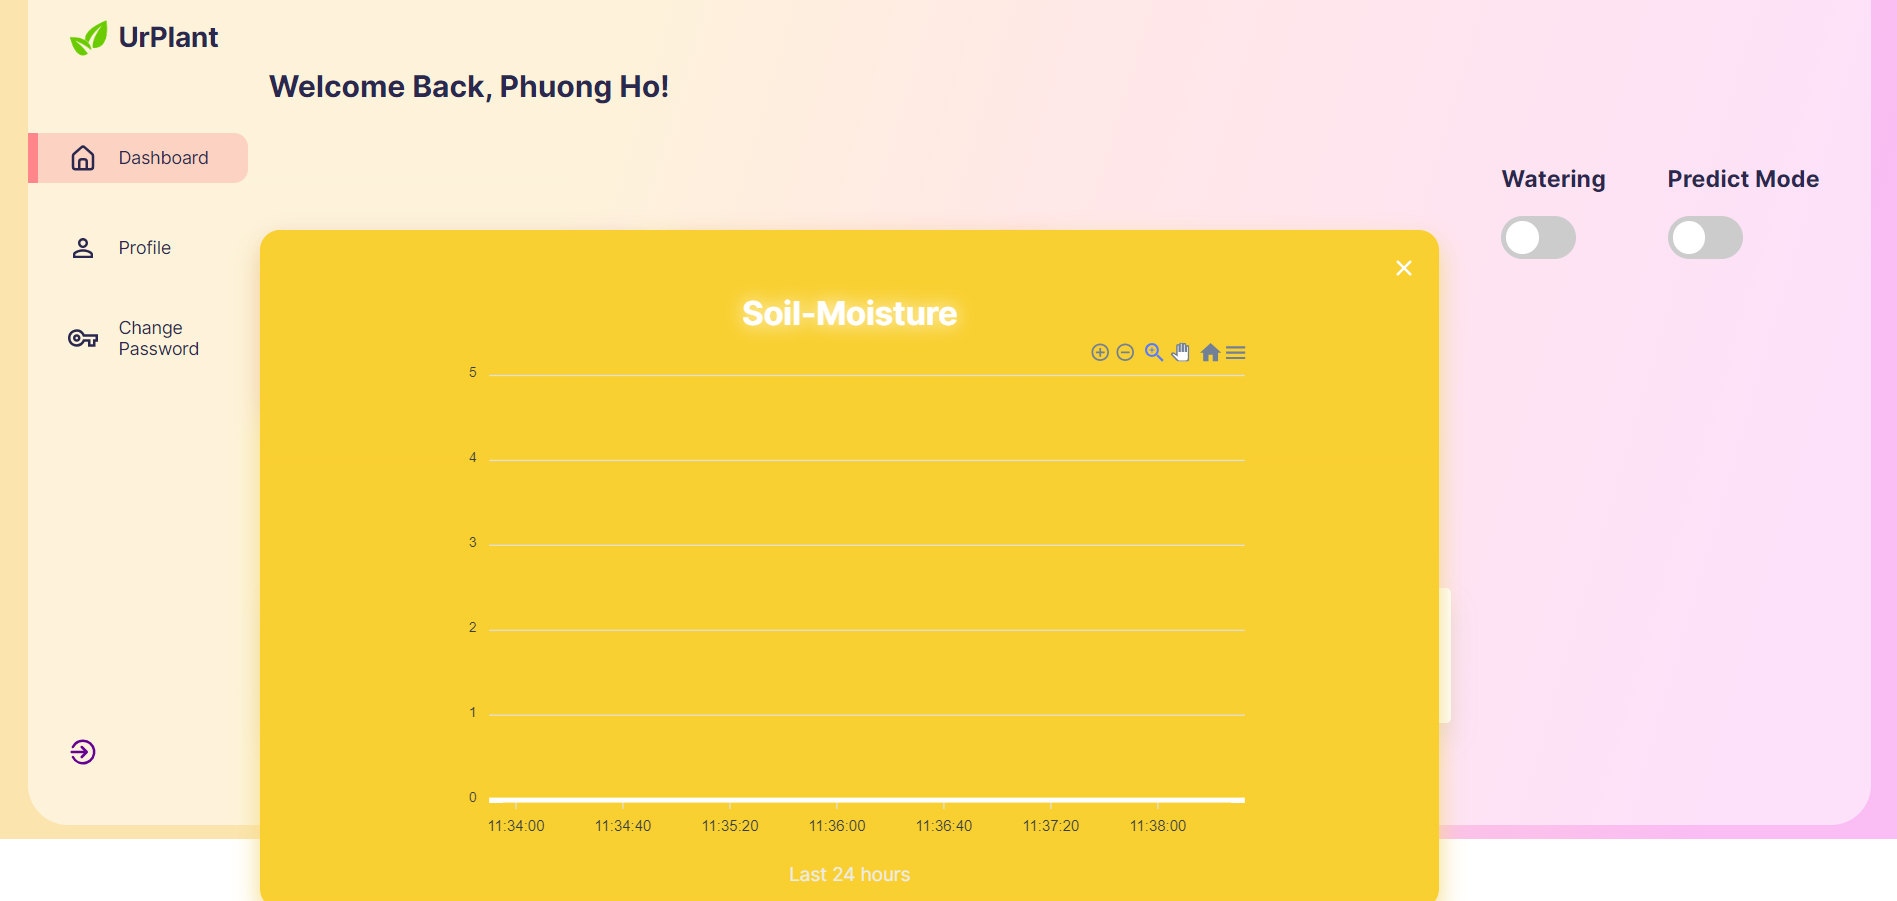 UrPlant
Welcome Back, Phuong Ho!
Dashboard
Profile
Change
Password
Watering
Predict Mode
Soil-Moisture
5
4
3
2
1
0
11:34:00 11:34:40 11:35:20 11:36:00 11:36:40 11:37:20 11:38:00
Last 24 hours